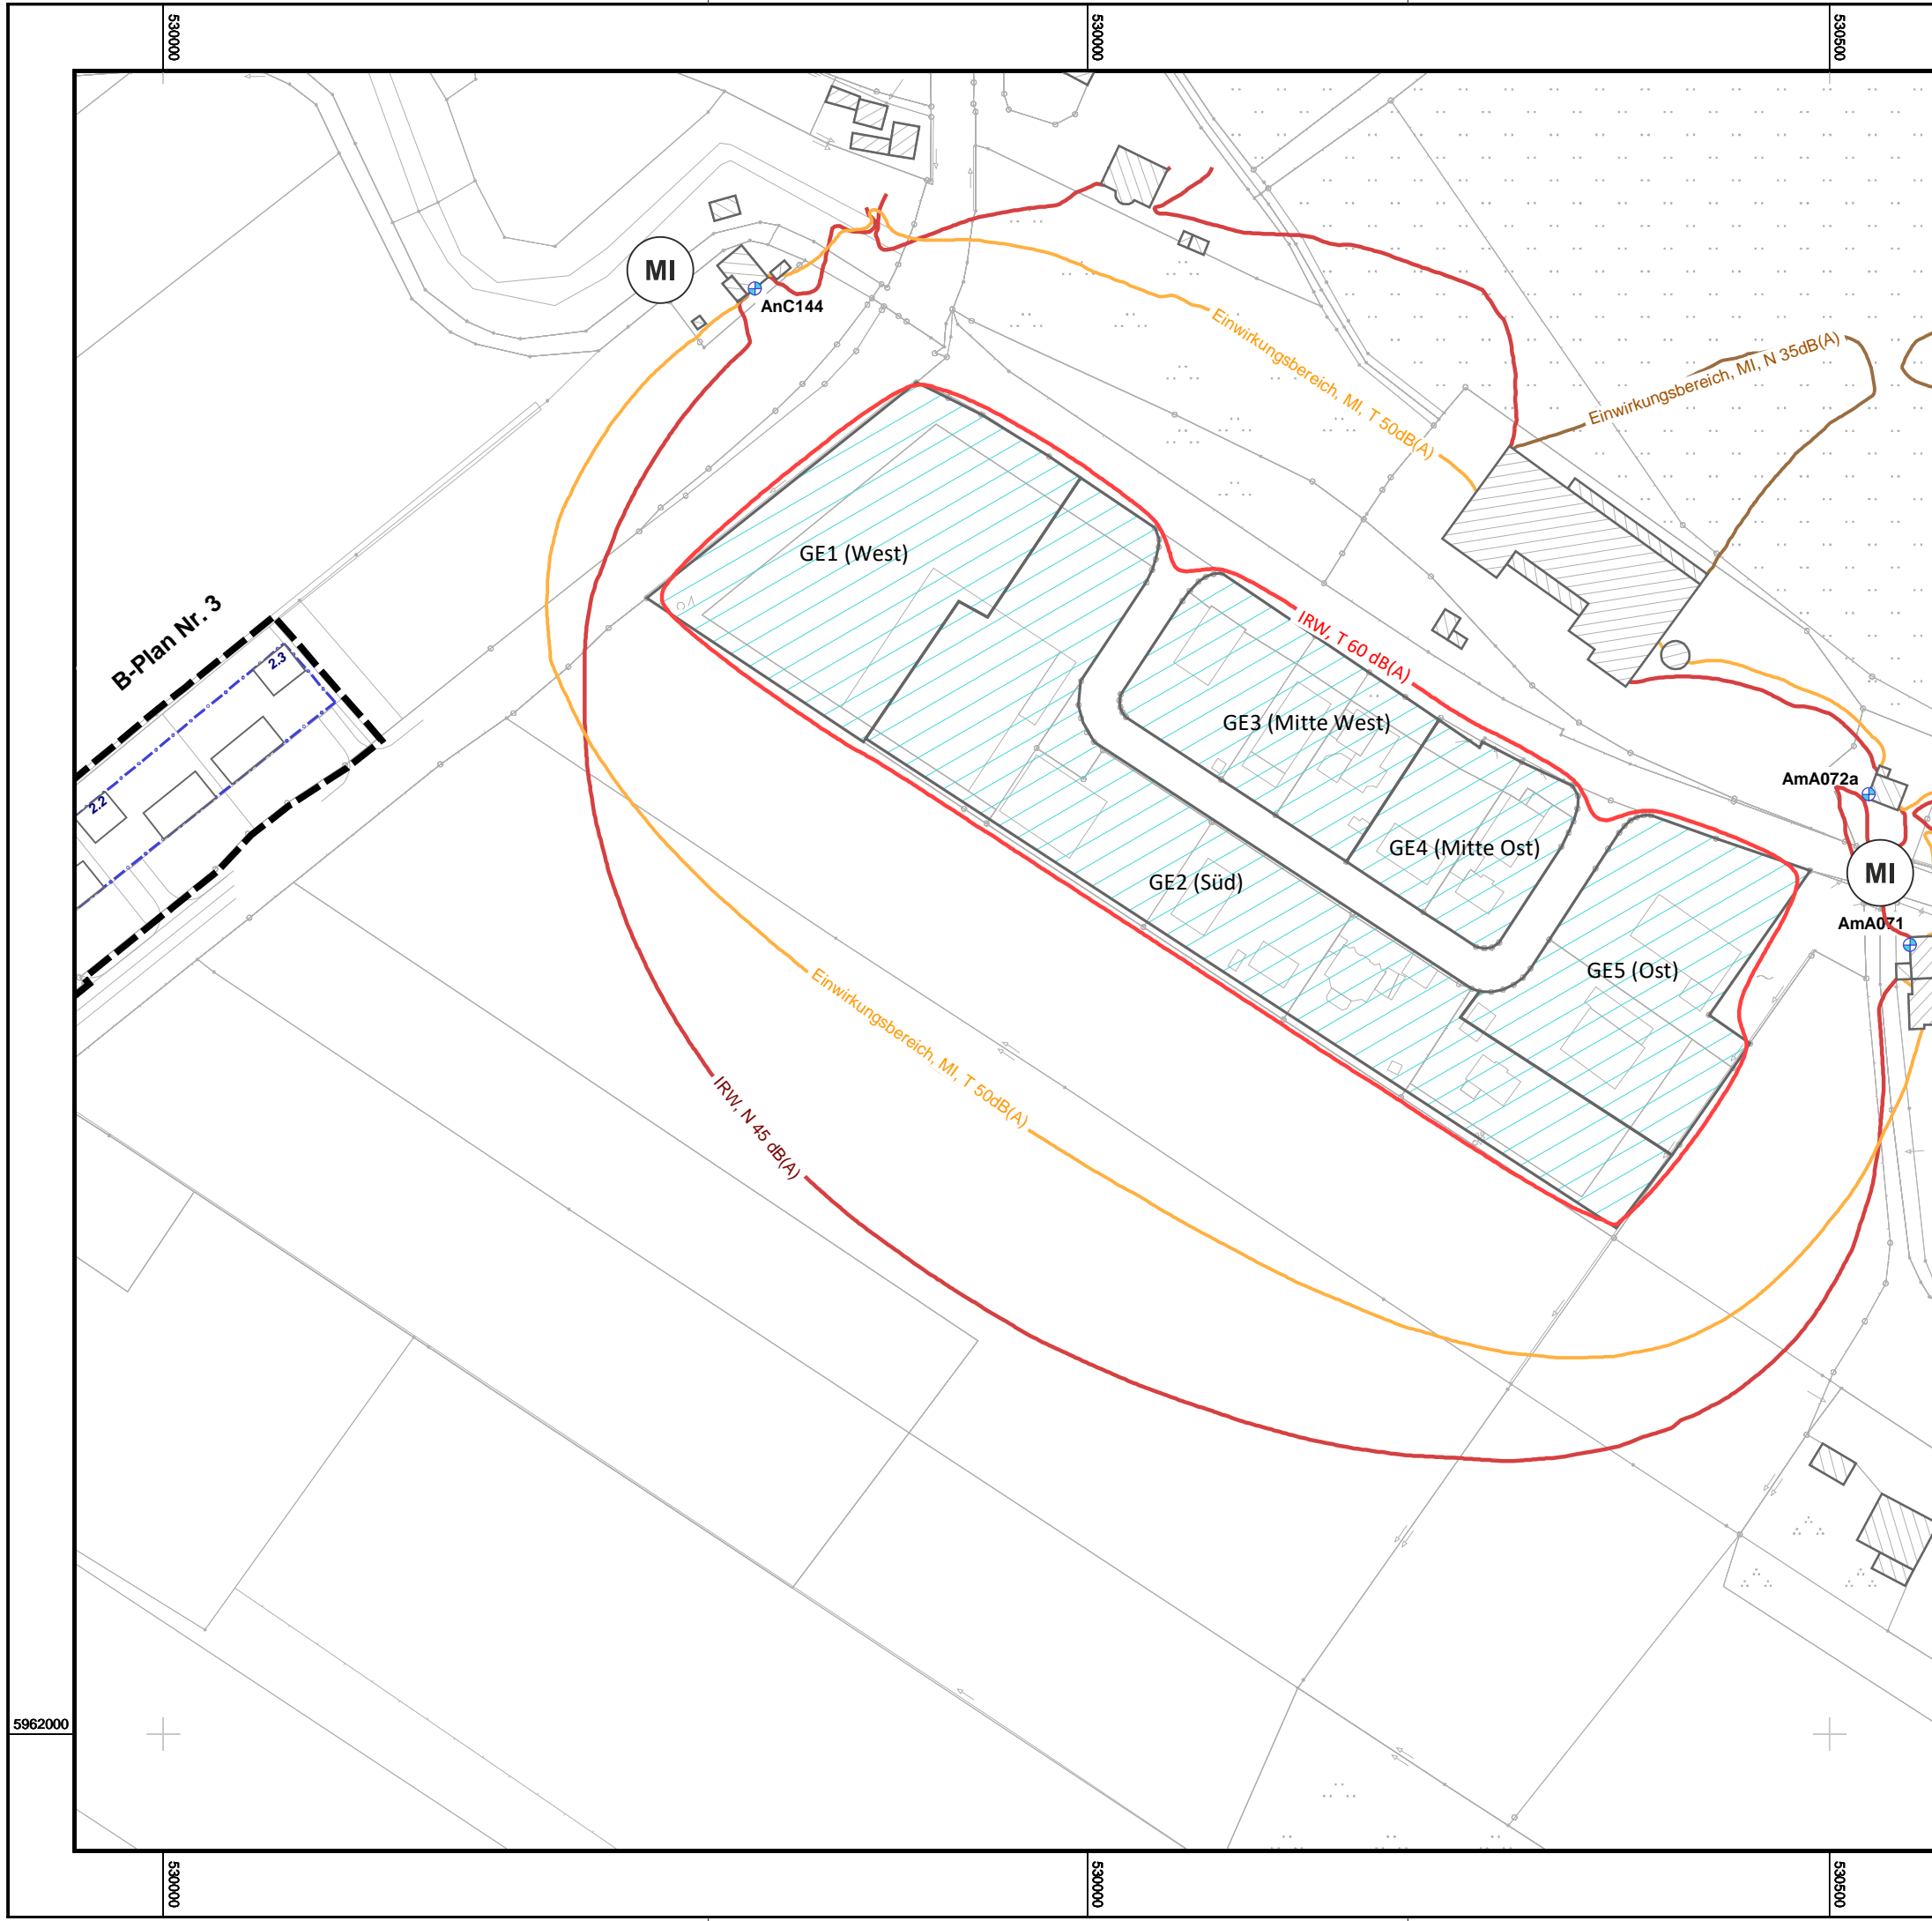 530000
530000
530500
MI
AnC144
Einwirkungsbereich, MI, T 50dB(A)
Einwirkungsbereich, MI, N 35dB(A)
GE1 (West)
B-Plan Nr. 3
2.3
2.2
IRW, T 60 dB(A)
GE3 (Mitte West)
AmA072a
GE4 (Mitte Ost)
MI
GE2 (Süd)
AmA071
GE5 (Ost)
Einwirkungsbereich, MI, T 50dB(A)
IRW, N 45 dB(A)
5962000
530000
530000
530500